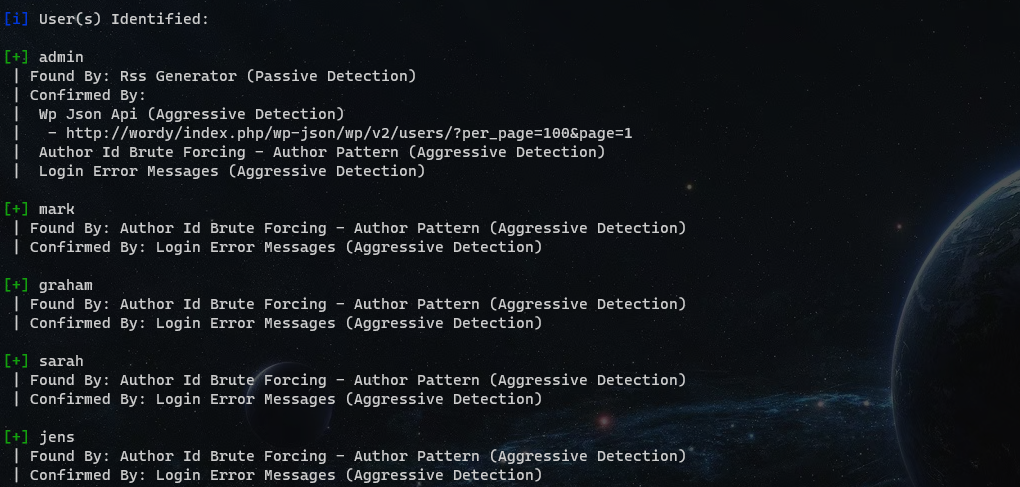 [i] User(s) Identified:
[+] admin
| Found By: Rss Generator (Passive Detection)
| Confirmed By:
|  Wp Json Api (Aggressive Detection)
|   - http://wordy/index.php/wp-json/wp/v2/users/?per_page=100&page=1
|  Author Id Brute Forcing - Author Pattern (Aggressive Detection)
|  Login Error Messages (Aggressive Detection)
[+] mark
| Found By: Author Id Brute Forcing - Author Pattern (Aggressive Detection)
| Confirmed By: Login Error Messages (Aggressive Detection)
[+] graham
| Found By: Author Id Brute Forcing - Author Pattern (Aggressive Detection)
| Confirmed By: Login Error Messages (Aggressive Detection)
[+] sarah
| Found By: Author Id Brute Forcing - Author Pattern (Aggressive Detection)
| Confirmed By: Login Error Messages (Aggressive Detection)
[+] jens
| Found By: Author Id Brute Forcing - Author Pattern (Aggressive Detection)
| Confirmed By: Login Error Messages (Aggressive Detection)